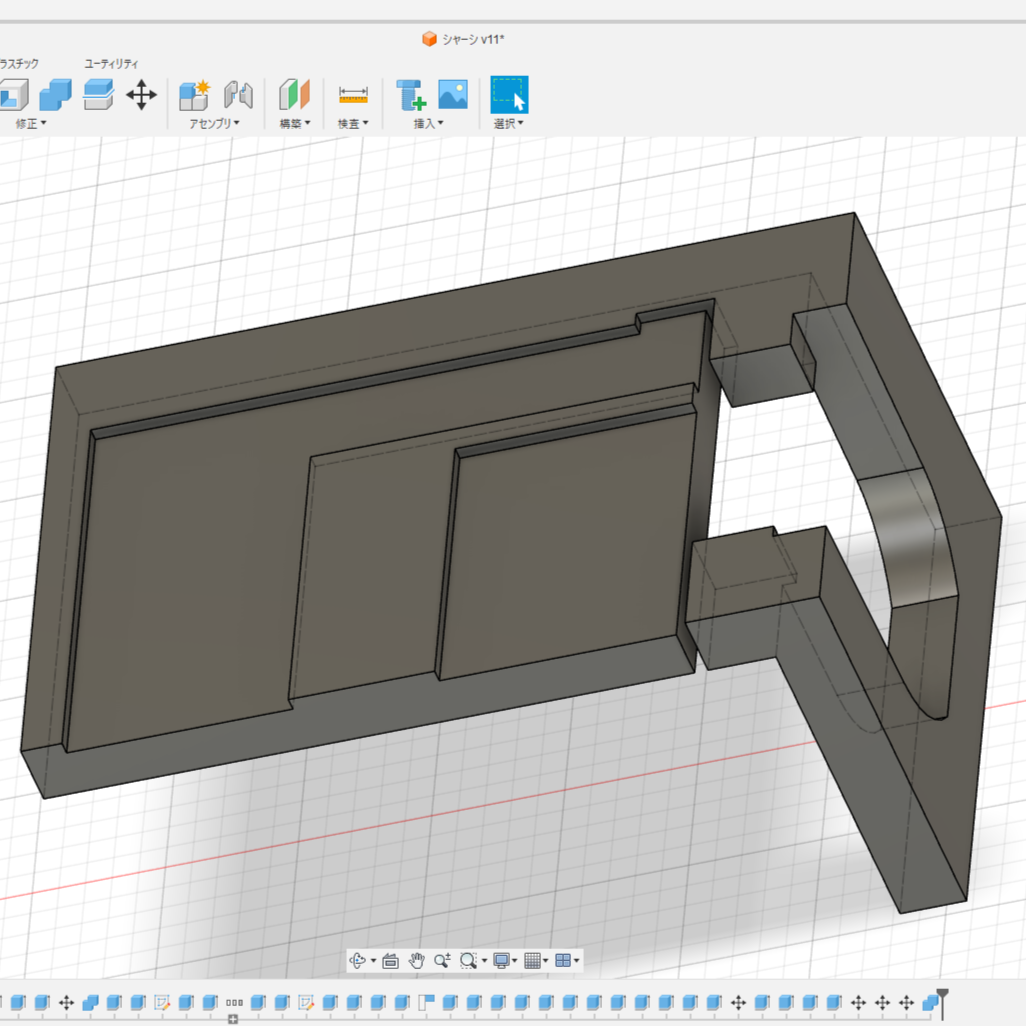 シャーシ v11*
ラスチック
ユーティリティ
修正▼
アセンブリ▼
構築▼
検査▼
挿入▼
選択▼